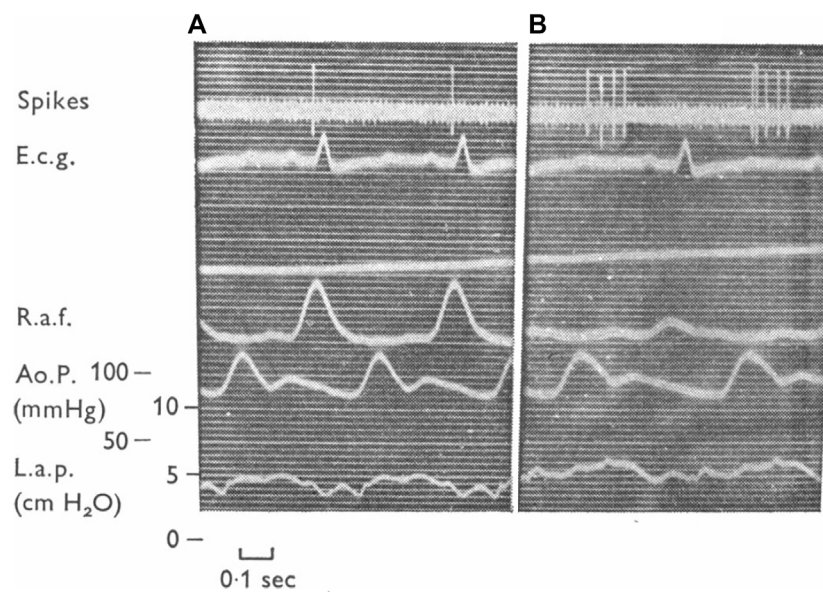 A B
Spikes
E.c.g.
R.a.f.
Ao.P. 100 –
(mmHg) 10 –
50 –
L.a.p. 5 –
(cm H₂O)
0 –
0·1 sec